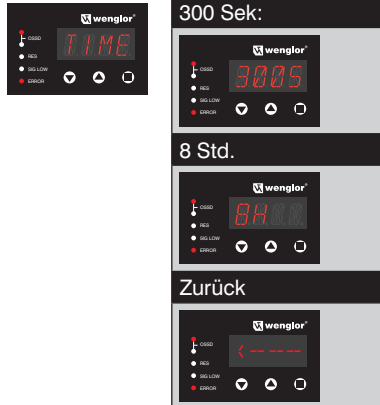 wenglor®
TIME
OSSD
RES
SIG LOW
ERROR
300 Sek:
wenglor®
300S
OSSD
RES
SIG LOW
ERROR
8 Std.
wenglor®
8H
OSSD
RES
SIG LOW
ERROR
Zurück
wenglor®
<----
OSSD
RES
SIG LOW
ERROR